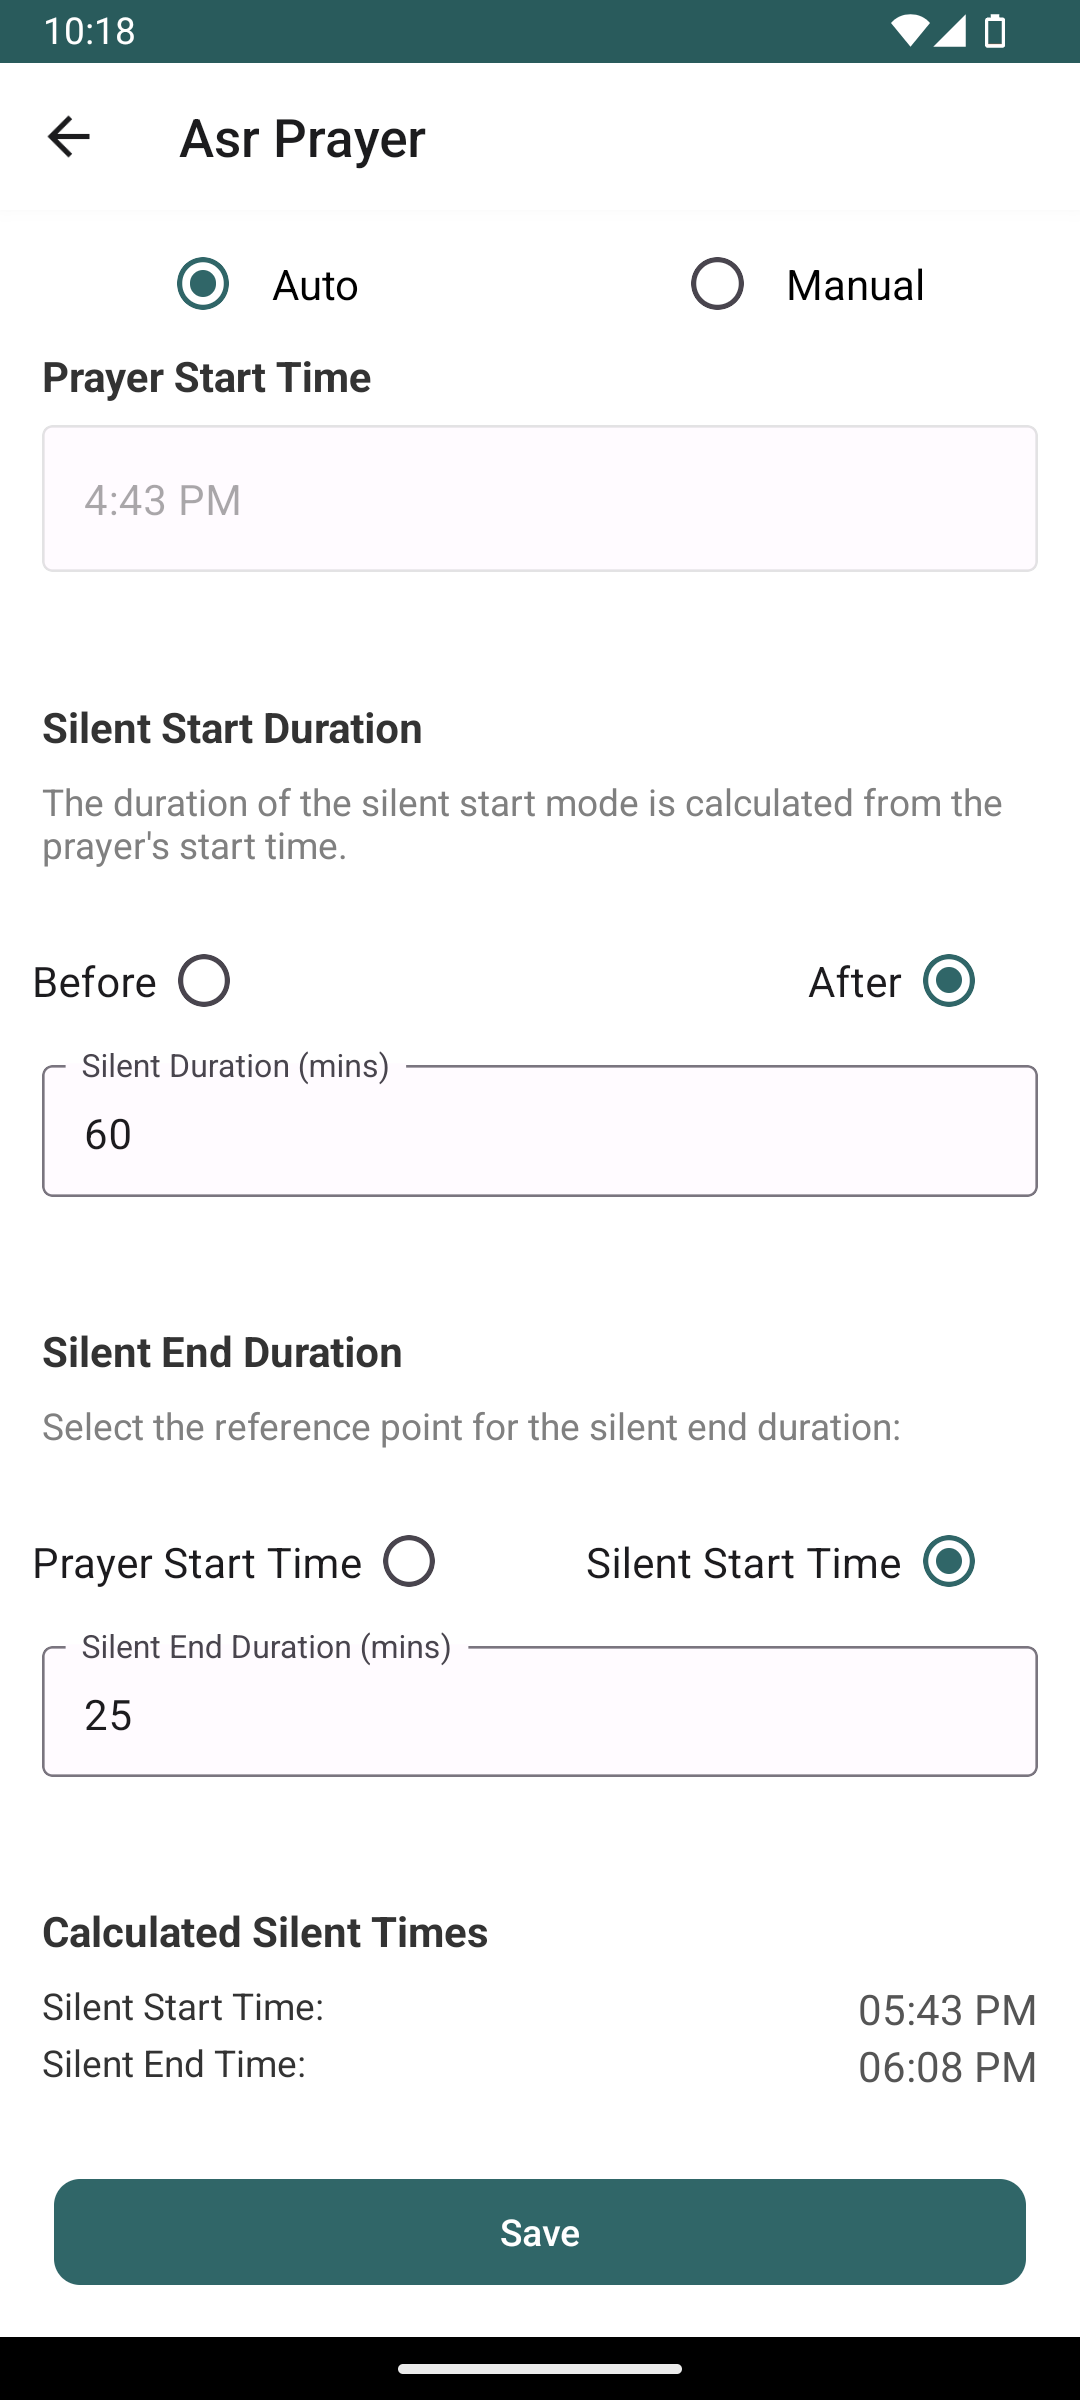 10:18
Asr Prayer
Auto
Manual
Prayer Start Time
4:43 PM
Silent Start Duration
The duration of the silent start mode is calculated from the
prayer's start time.
Before
After
Silent Duration (mins)
60
Silent End Duration
Select the reference point for the silent end duration:
Prayer Start Time
Silent Start Time
Silent End Duration (mins)
25
Calculated Silent Times
Silent Start Time: 05:43 PM
Silent End Time: 06:08 PM
Save